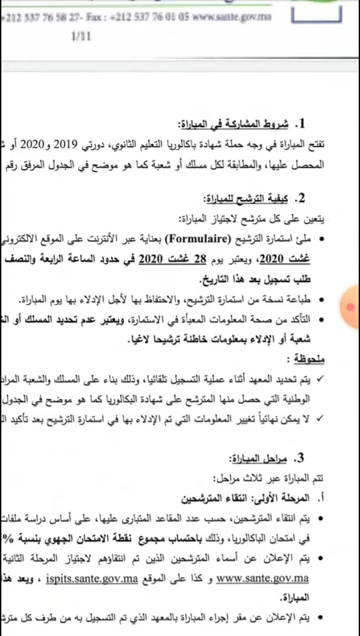 +212 537 76 58 27- Fax : +212 537 76 01 05 www.sante.gov.ma
1/11
1. شروط المشاركة في المباراة:
تفتح المباراة في وجه حملة شهادة باكالوريا التعليم الثانوي، دورتي 2019 و2020 أو
المحصل عليها، والمطابقة لكل مسلك أو شعبة كما هو موضح في الجدول المرفق رقم
2. كيفية الترشح للمباراة:
يتعين على كل مترشح لاجتياز المباراة:
• ملئ استمارة الترشيح (Formulaire) بعناية عبر الأنترنت على الموقع الالكتروني
غشت 2020، ويعتبر يوم 28 غشت 2020 في حدود الساعة الرابعة والنصف
طلب تسجيل بعد هذا التاريخ.
• طباعة نسخة من استمارة الترشيح، والاحتفاظ بها لأجل الإدلاء بها يوم المباراة.
• التأكد من صحة المعلومات المعبأة في الاستمارة، ويعتبر عدم تحديد المسلك أو
شعبة أو الإدلاء بمعلومات خاطئة ترشيحا لاغيا.
ملحوظة :
✓ يتم تحديد المعهد أثناء عملية التسجيل تلقائيا، وذلك بناء على المسلك والشعبة
الوطنية التي حصل منها المترشح على شهادة البكالوريا كما هو موضح في الجدول
✓ لا يمكن نهائياً تغيير المعلومات التي تم الإدلاء بها في استمارة الترشيح بعد تأكيد
3. مراحل المباراة:
تتم المباراة عبر ثلاث مراحل:
أ. المرحلة الأولى: انتقاء المترشحين
• يتم انتقاء المترشحين، حسب عدد المقاعد المتبارى عليها، على أساس دراسة ملفات
في امتحان الباكالوريا، وذلك باحتساب مجموع نقطة الامتحان الجهوي بنسبة %
• يتم الإعلان عن أسماء المترشحين الذين تم انتقاؤهم لاجتياز المرحلة الثانية
www.sante.gov.ma و كذا على الموقع ispits.sante.gov.ma ، ويعد
المباراة.
• يتم الإعلان عن مقر إجراء المباراة بالمعهد الذي تم التسجيل به من طرف كل